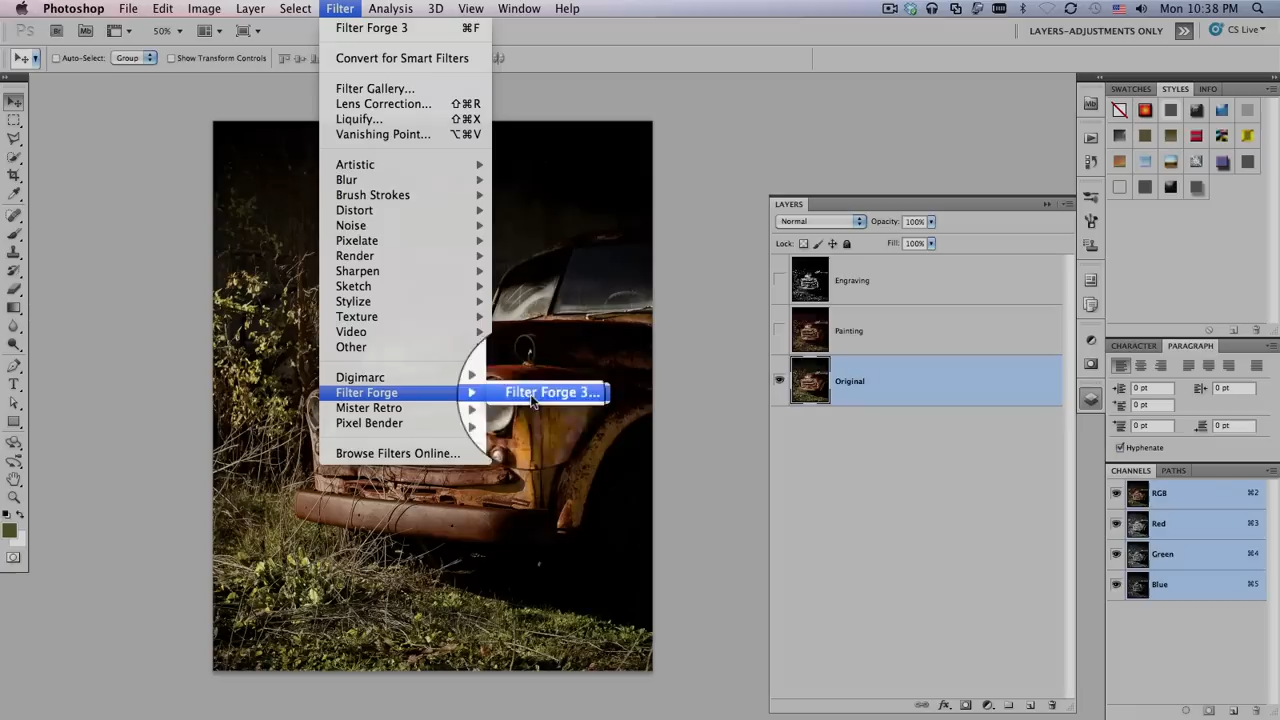 Photoshop File Edit Image Layer Select Filter Analysis 3D View Window Help Mon 10:38 PM
Ps Br Mb 50% LAYERS-ADJUSTMENTS ONLY CS Live
Auto-Select: Group Show Transform Controls
Filter Forge 3 ⌘F
Convert for Smart Filters
Filter Gallery...
Lens Correction... ⇧⌘R
Liquify... ⇧⌘X
Vanishing Point... ⌥⌘V
Artistic
Blur
Brush Strokes
Distort
Noise
Pixelate
Render
Sharpen
Sketch
Stylize
Texture
Video
Other
Digimarc
Filter Forge
Filter Forge 3...
Mister Retro
Pixel Bender
Browse Filters Online...
LAYERS
Normal Opacity: 100%
Lock: Fill: 100%
Engraving
Painting
Original
Mb
SWATCHES STYLES INFO
CHARACTER PARAGRAPH
0 pt 0 pt
0 pt
0 pt 0 pt
Hyphenate
CHANNELS PATHS
RGB ⌘2
Red ⌘3
Green ⌘4
Blue ⌘5